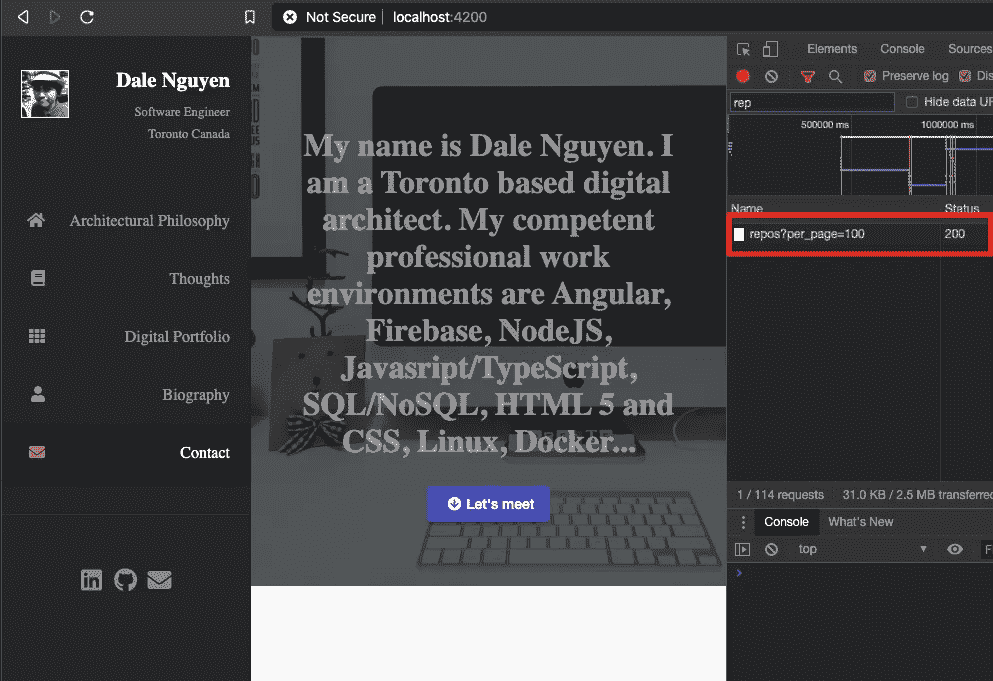 Not Secure localhost:4200
Dale Nguyen
Software Engineer
Toronto Canada
Architectural Philosophy
Thoughts
Digital Portfolio
Biography
Contact
My name is Dale Nguyen. I
am a Toronto based digital
architect. My competent
professional work
environments are Angular,
Firebase, NodeJS,
Javasript/TypeScript,
SQL/NoSQL, HTML 5 and
CSS, Linux, Docker...
Let's meet
Elements Console Sources
Preserve log Dis
rep
Hide data UR
500000 ms 1000000 ms
Name Status
repos?per_page=100 200
1 / 114 requests 31.0 KB / 2.5 MB transferred
Console What's New
top